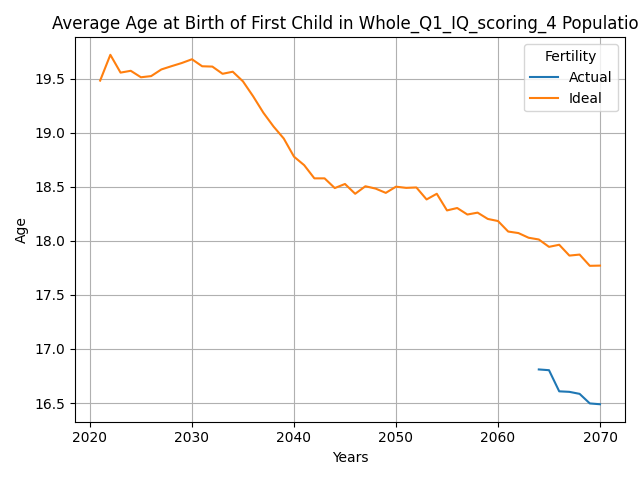 Average Age at Birth of First Child in Whole_Q1_IQ_scoring_4 Populatio
Fertility
Actual
Ideal
Age
19.5
19.0
18.5
18.0
17.5
17.0
16.5
2020 2030 2040 2050 2060 2070
Years